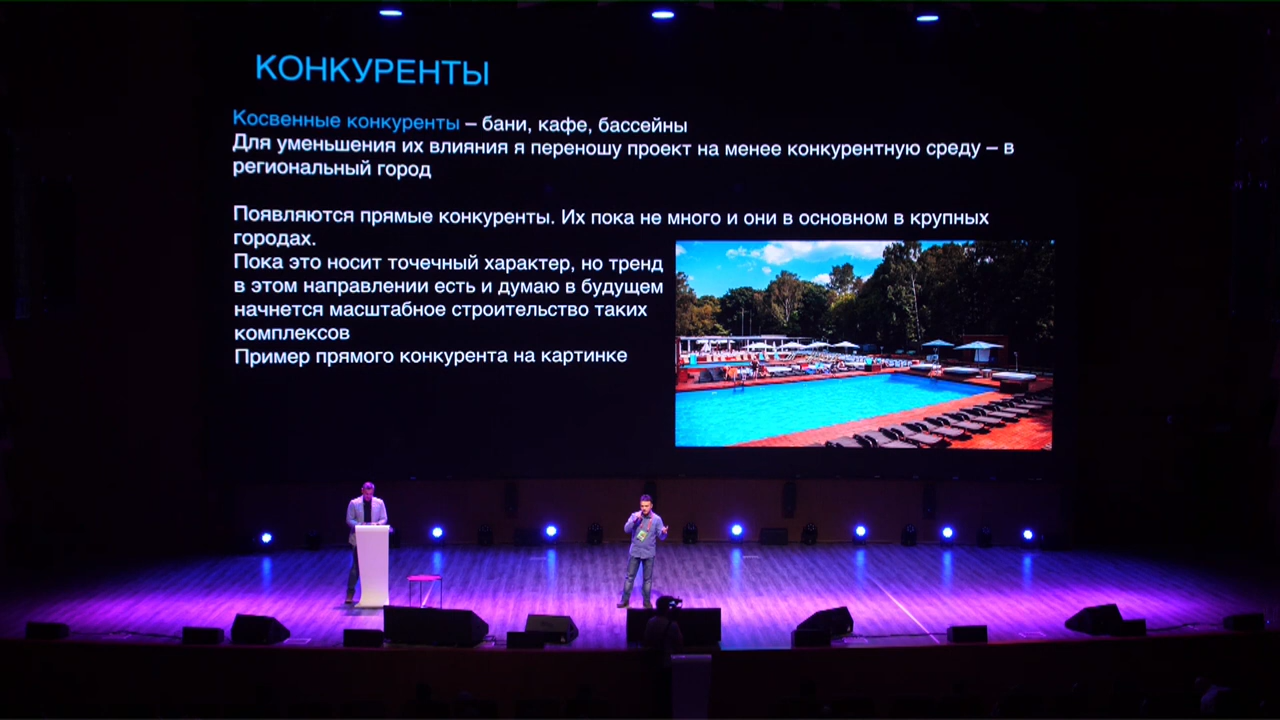 КОНКУРЕНТЫ
Косвенные конкуренты – бани, кафе, бассейны
Для уменьшения их влияния я переношу проект на менее конкурентную среду – в
региональный город
Появляются прямые конкуренты. Их пока не много и они в основном в крупных
городах.
Пока это носит точечный характер, но тренд
в этом направлении есть и думаю в будущем
начнется масштабное строительство таких
комплексов
Пример прямого конкурента на картинке